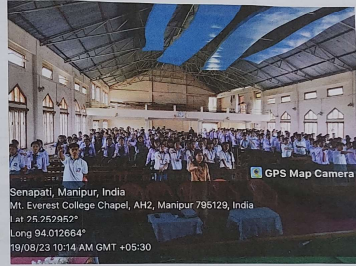 GPS Map Camera
Senapati, Manipur, India
Mt. Everest College Chapel, AH2, Manipur 795129, India
Lat 25.252952°
Long 94.012664°
19/08/23 10:14 AM GMT +05:30